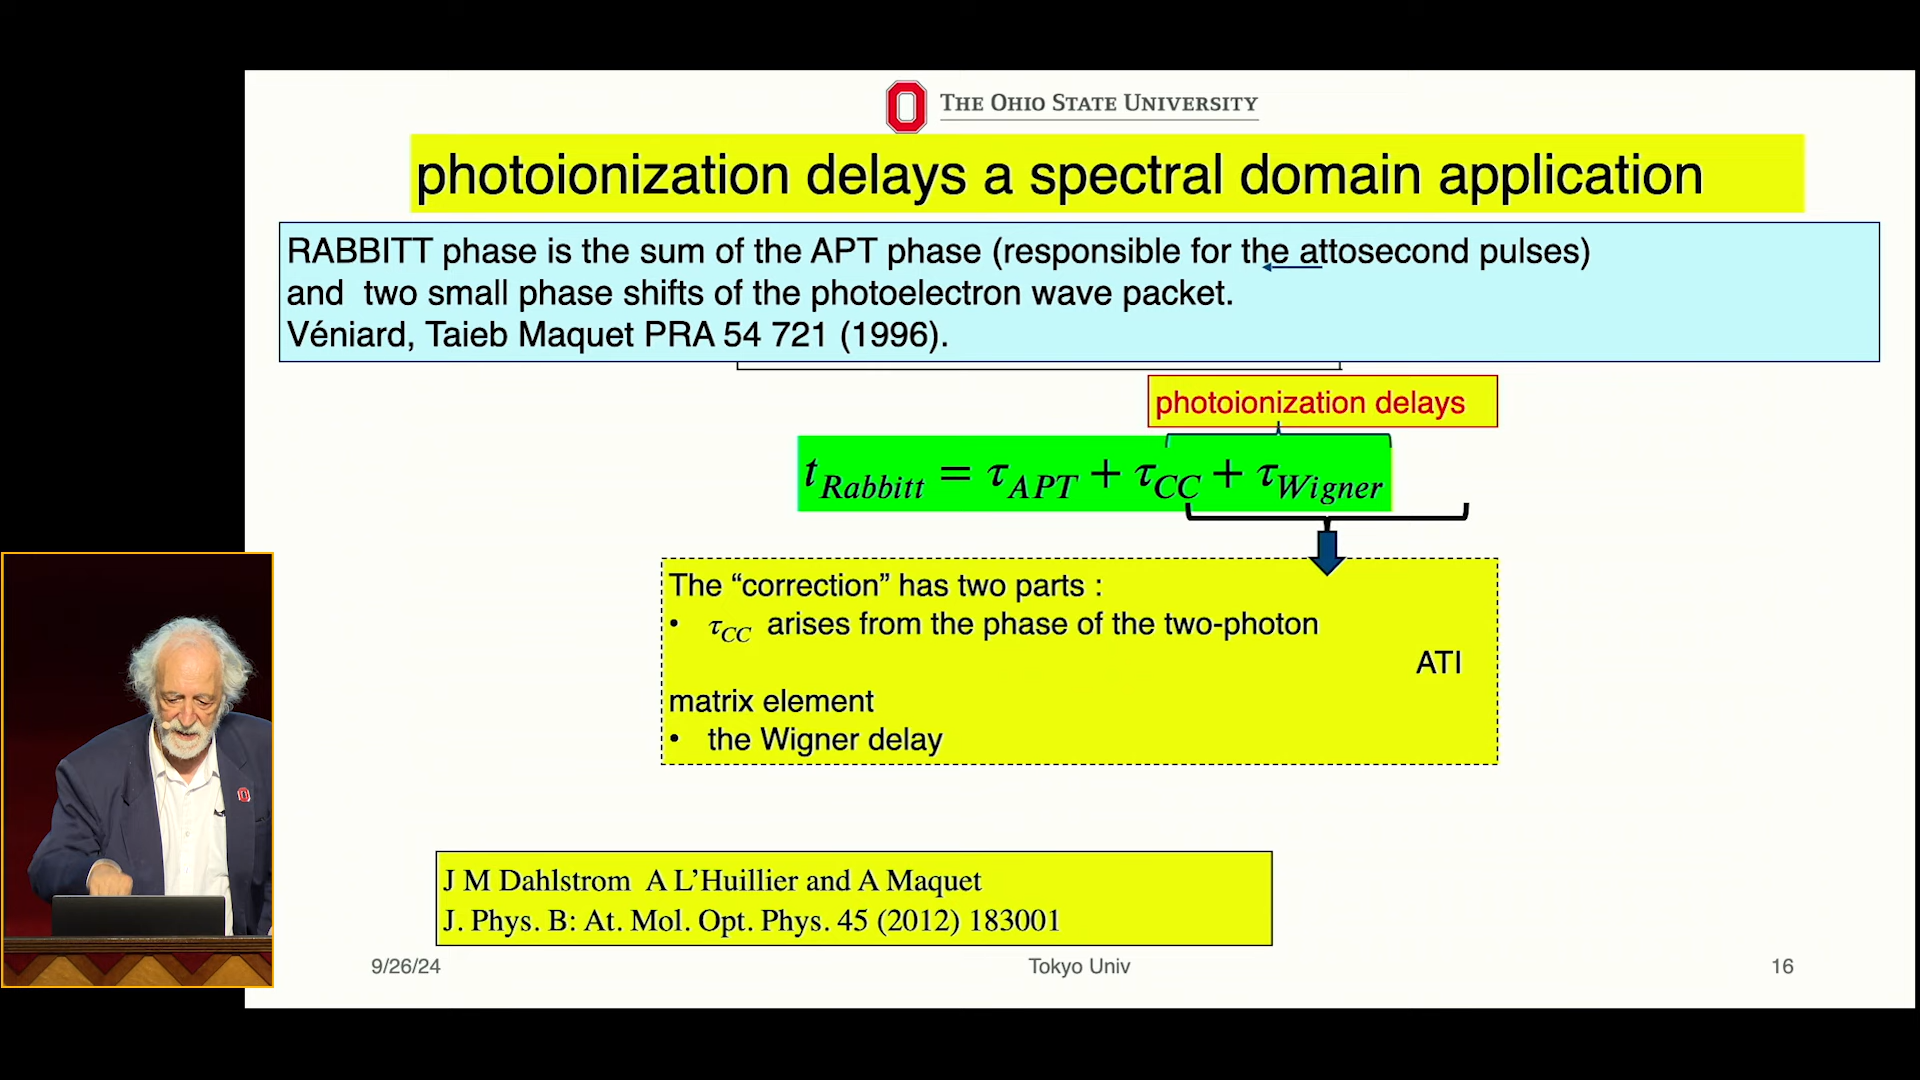 THE OHIO STATE UNIVERSITY
photoionization delays a spectral domain application
RABBITT phase is the sum of the APT phase (responsible for the attosecond pulses)
and two small phase shifts of the photoelectron wave packet.
Véniard, Taieb Maquet PRA 54 721 (1996).
photoionization delays
t_Rabbitt = τ_APT + τ_CC + τ_Wigner
The “correction” has two parts :
• τ_CC arises from the phase of the two-photon
ATI
matrix element
• the Wigner delay
J M Dahlstrom A L’Huillier and A Maquet
J. Phys. B: At. Mol. Opt. Phys. 45 (2012) 183001
9/26/24
Tokyo Univ
16